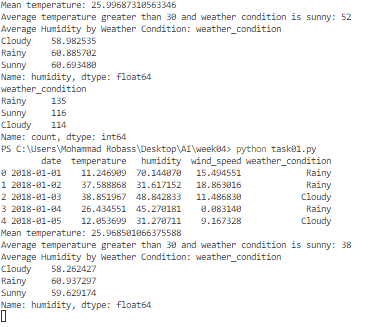 Mean temperature: 25.99687310563346
Average temperature greater than 30 and weather condition is sunny: 52
Average Humidity by Weather Condition: weather_condition
Cloudy    58.982535
Rainy     60.885702
Sunny     60.693480
Name: humidity, dtype: float64
weather_condition
Rainy     135
Sunny     116
Cloudy    114
Name: count, dtype: int64
PS C:\Users\Mohammad Robass\Desktop\AI\week04> python task01.py
date  temperature   humidity  wind_speed weather_condition
0 2018-01-01    11.246909  70.144070   15.494551             Rainy
1 2018-01-02    37.588868  31.617152   18.863016             Rainy
2 2018-01-03    38.851967  48.842833   11.486830            Cloudy
3 2018-01-04    26.434551  45.270181    0.083140             Rainy
4 2018-01-05    12.053699  31.270711    9.167328            Cloudy
Mean temperature: 25.968501066375588
Average temperature greater than 30 and weather condition is sunny: 38
Average Humidity by Weather Condition: weather_condition
Cloudy    58.262427
Rainy     60.937297
Sunny     59.629174
Name: humidity, dtype: float64